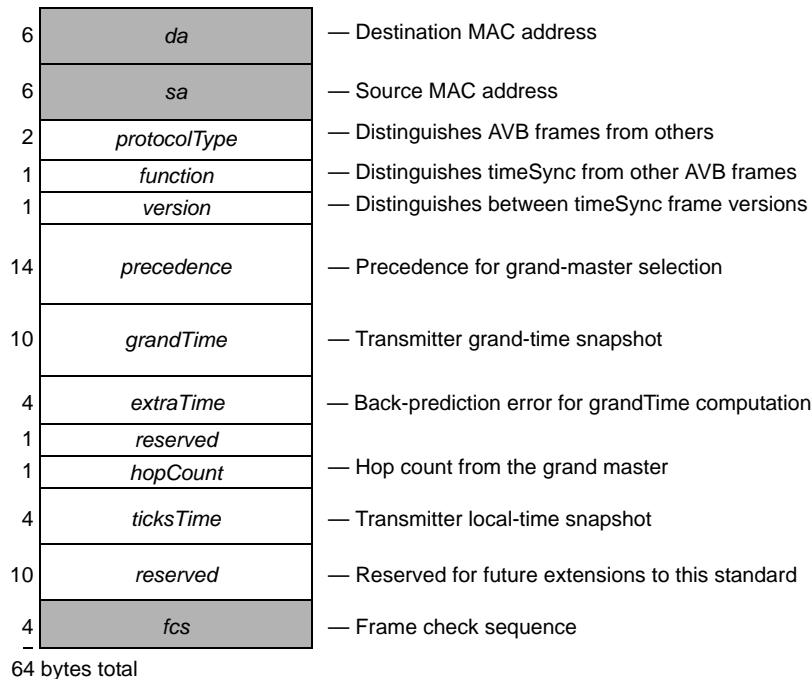 6 da — Destination MAC address
6 sa — Source MAC address
2 protocolType — Distinguishes AVB frames from others
1 function — Distinguishes timeSync from other AVB frames
1 version — Distinguishes between timeSync frame versions
14 precedence — Precedence for grand-master selection
10 grandTime — Transmitter grand-time snapshot
4 extraTime — Back-prediction error for grandTime computation
1 reserved
1 hopCount — Hop count from the grand master
4 ticksTime — Transmitter local-time snapshot
10 reserved — Reserved for future extensions to this standard
4 fcs — Frame check sequence
64 bytes total